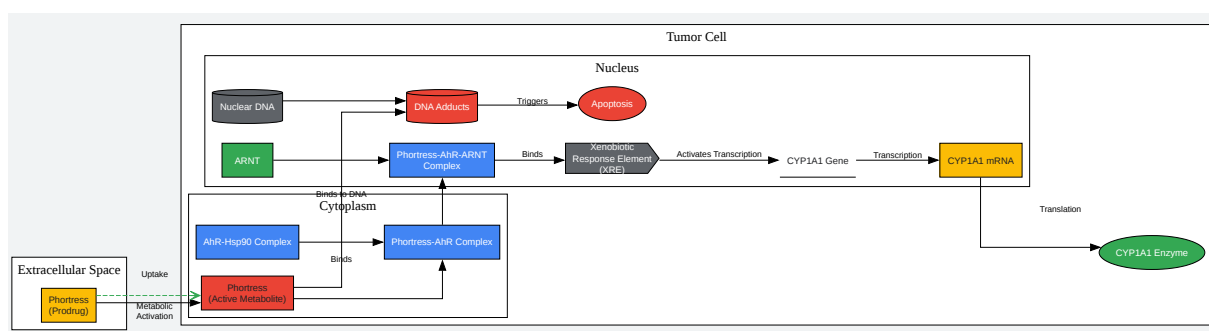 Tumor Cell
Nucleus
Nuclear DNA
DNA Adducts
Triggers
Apoptosis
ARNT
Phortress-AhR-ARNT
Complex
Binds
Xenobiotic
Response Element
(XRE)
Activates Transcription
CYP1A1 Gene
Transcription
CYP1A1 mRNA
Binds to DNA
Cytoplasm
Translation
AhR-Hsp90 Complex
Phortress-AhR Complex
CYP1A1 Enzyme
Binds
Extracellular Space
Uptake
Phortress
(Active Metabolite)
Phortress
(Prodrug)
Metabolic
Activation